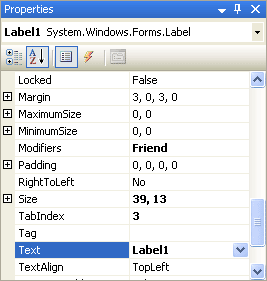 Properties
Label1 System.Windows.Forms.Label
Locked False
Margin 3, 0, 3, 0
MaximumSize 0, 0
MinimumSize 0, 0
Modifiers Friend
Padding 0, 0, 0, 0
RightToLeft No
Size 39, 13
TabIndex 3
Tag
Text Label1
TextAlign TopLeft